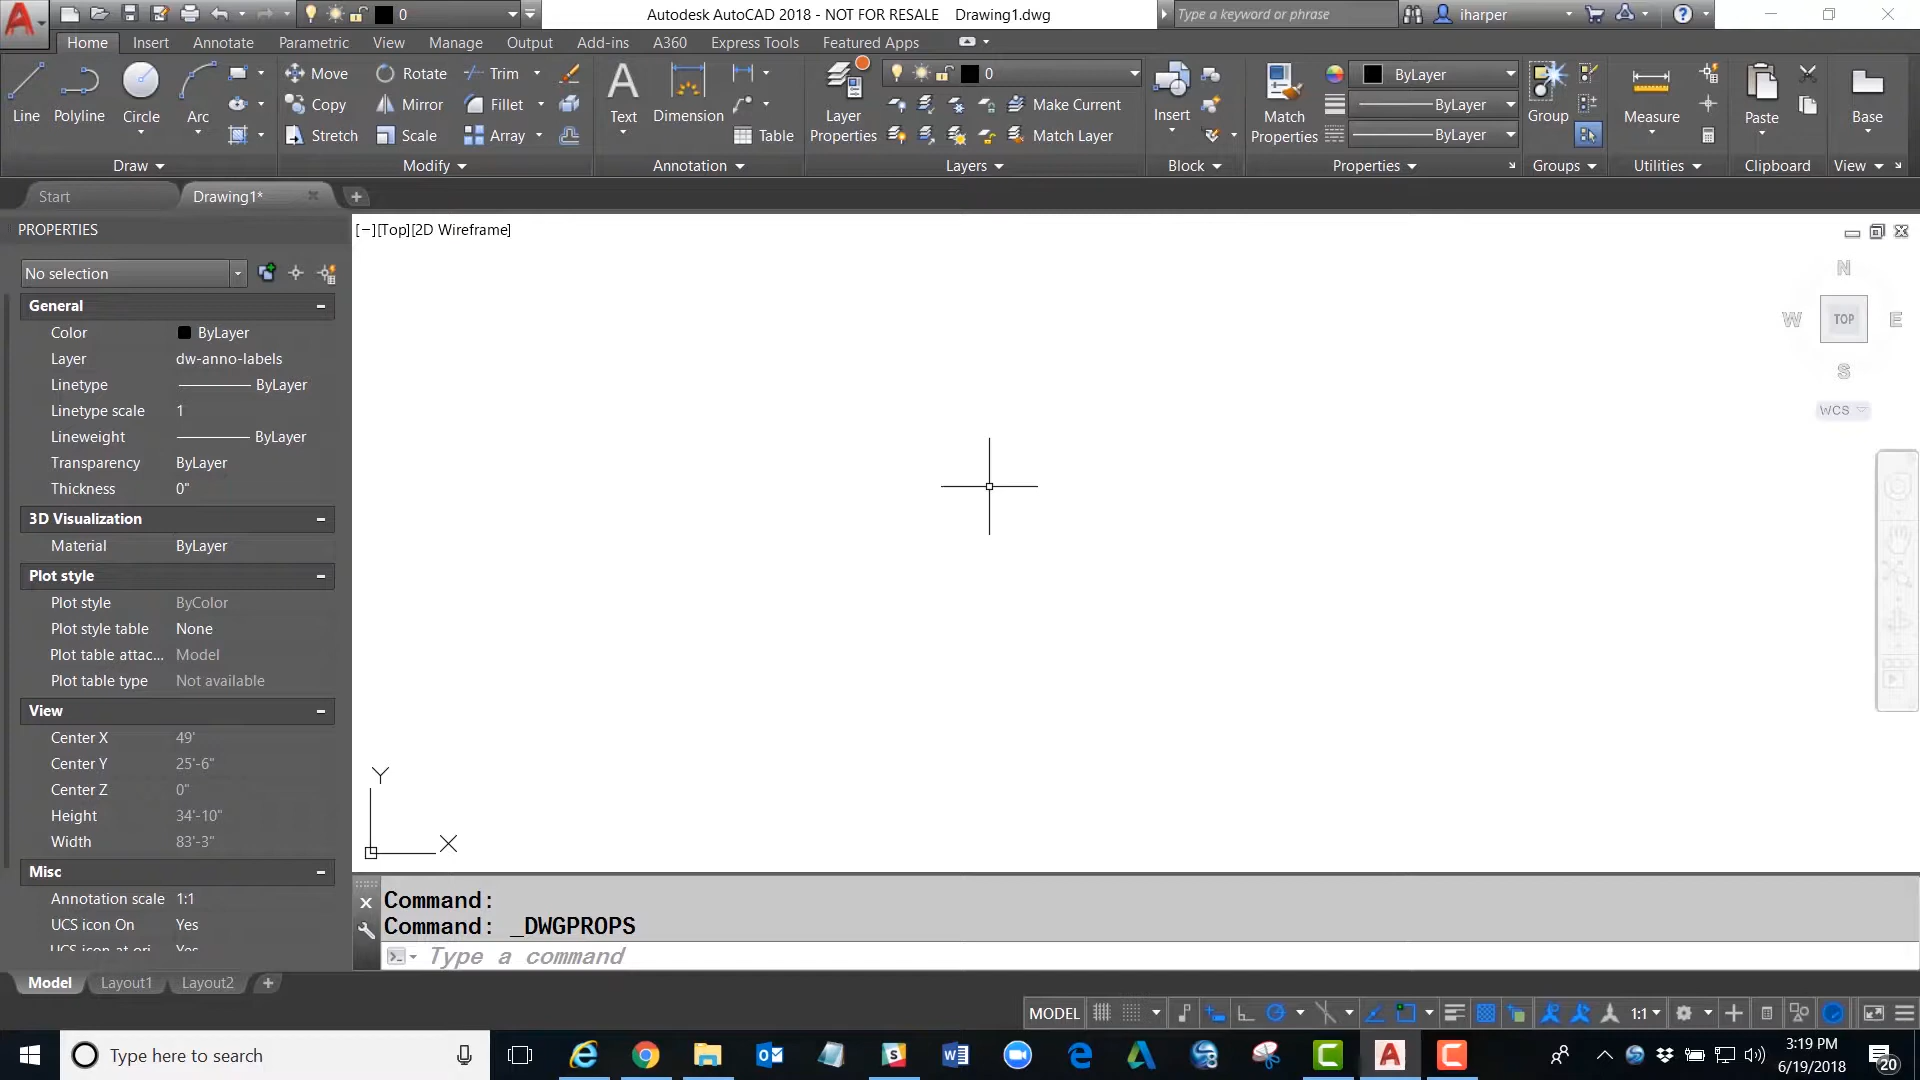 0
Autodesk AutoCAD 2018 - NOT FOR RESALE Drawing1.dwg
Type a keyword or phrase
iharper
Home Insert Annotate Parametric View Manage Output Add-ins A360 Express Tools Featured Apps
Line Polyline Circle Arc
Move Rotate Trim
Copy Mirror Fillet
Stretch Scale Array
Text Dimension Table
Layer Properties
0
Make Current
Match Layer
Insert
Match Properties
ByLayer
ByLayer
ByLayer
Group
Measure
Paste
Base
Draw Modify Annotation Layers Block Properties Groups Utilities Clipboard View
Start Drawing1*
PROPERTIES
No selection
General
Color ByLayer
Layer dw-anno-labels
Linetype ByLayer
Linetype scale 1
Lineweight ByLayer
Transparency ByLayer
Thickness 0"
3D Visualization
Material ByLayer
Plot style
Plot style ByColor
Plot style table None
Plot table attac... Model
Plot table type Not available
View
Center X 49'
Center Y 25'-6"
Center Z 0"
Height 34'-10"
Width 83'-3"
Misc
Annotation scale 1:1
UCS icon On Yes
UCS icon at ori... Yes
[−][Top][2D Wireframe]
N
W TOP E
S
WCS
Y
X
Command:
Command: _DWGPROPS
Type a command
Model Layout1 Layout2
MODEL 1:1
Type here to search
3:19 PM
6/19/2018
20